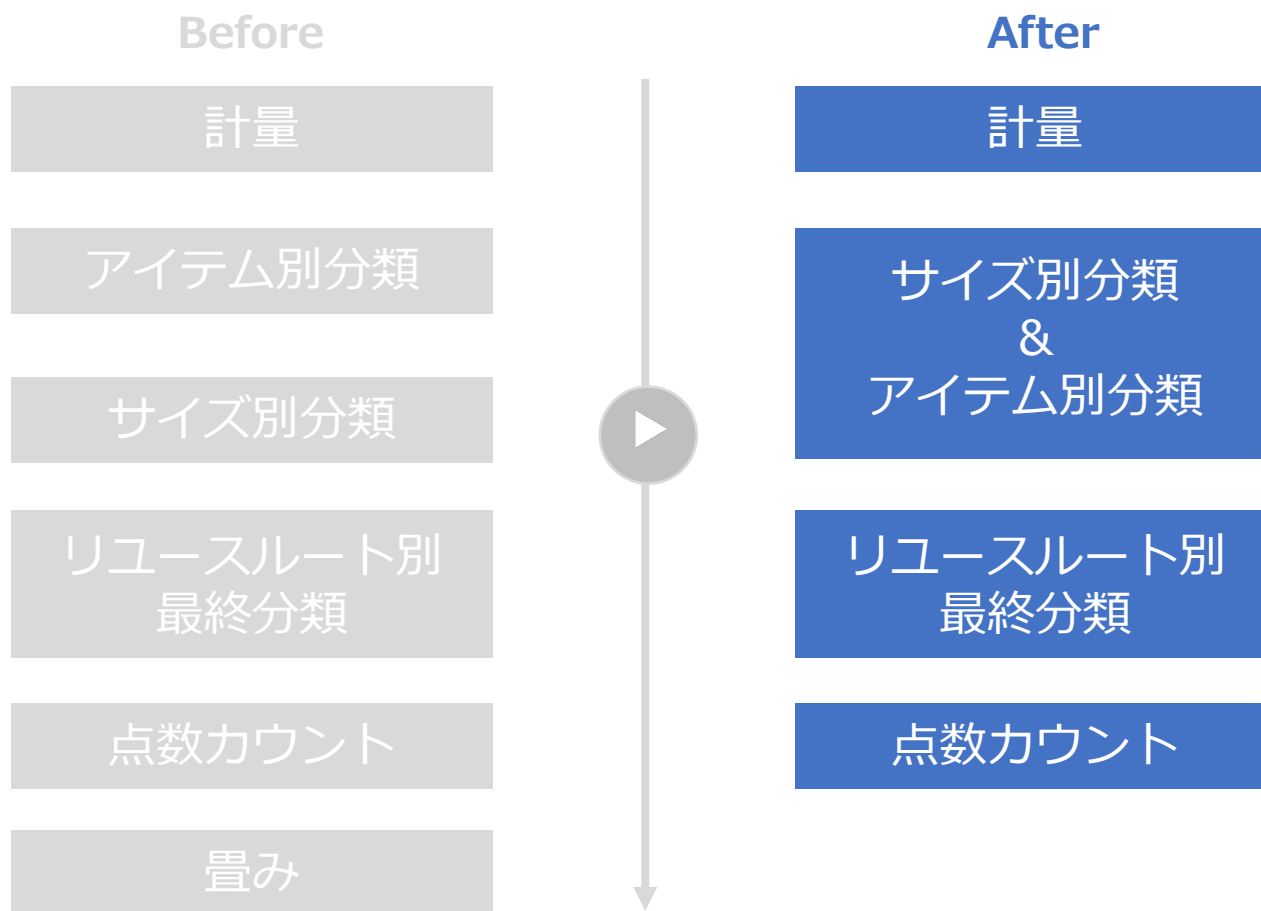 Before
計量
アイテム別分類
サイズ別分類
リユースルート別
最終分類
点数カウント
畳み
After
計量
サイズ別分類
&
アイテム別分類
リユースルート別
最終分類
点数カウント